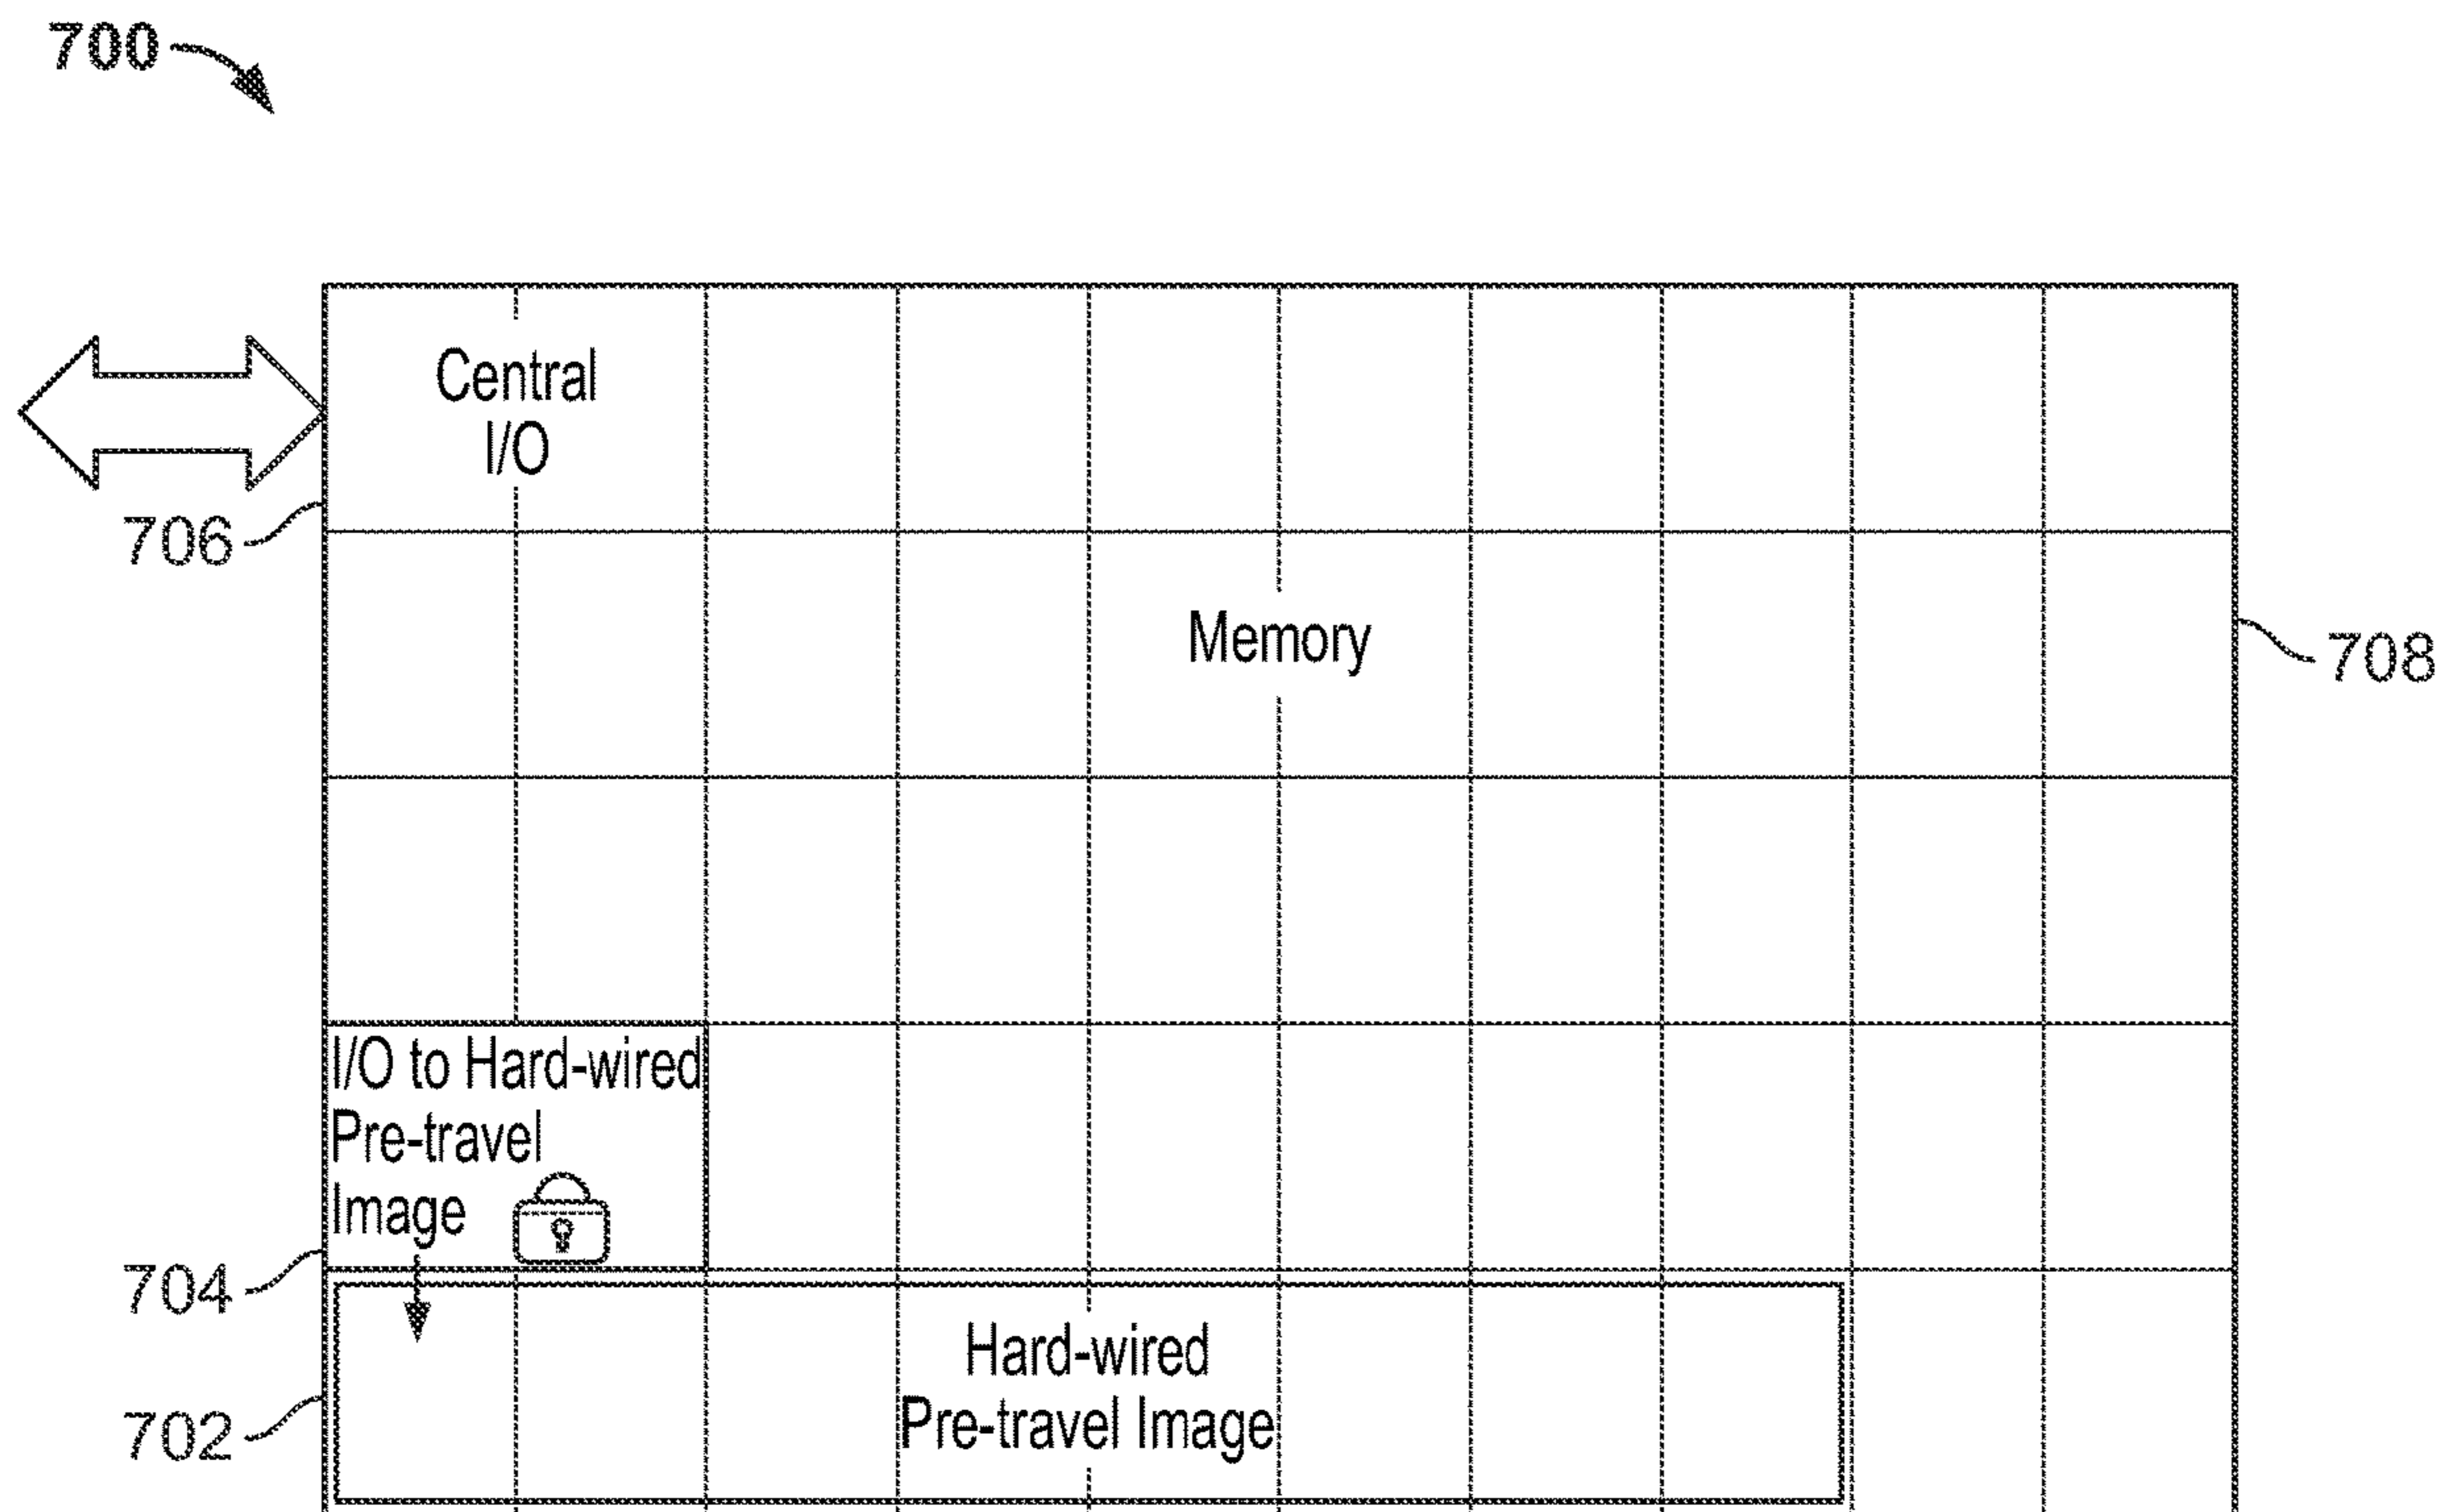 700
Central
I/O
706
Memory
708
I/O to Hard-wired
Pre-travel
Image
704
Hard-wired
Pre-travel Image
702